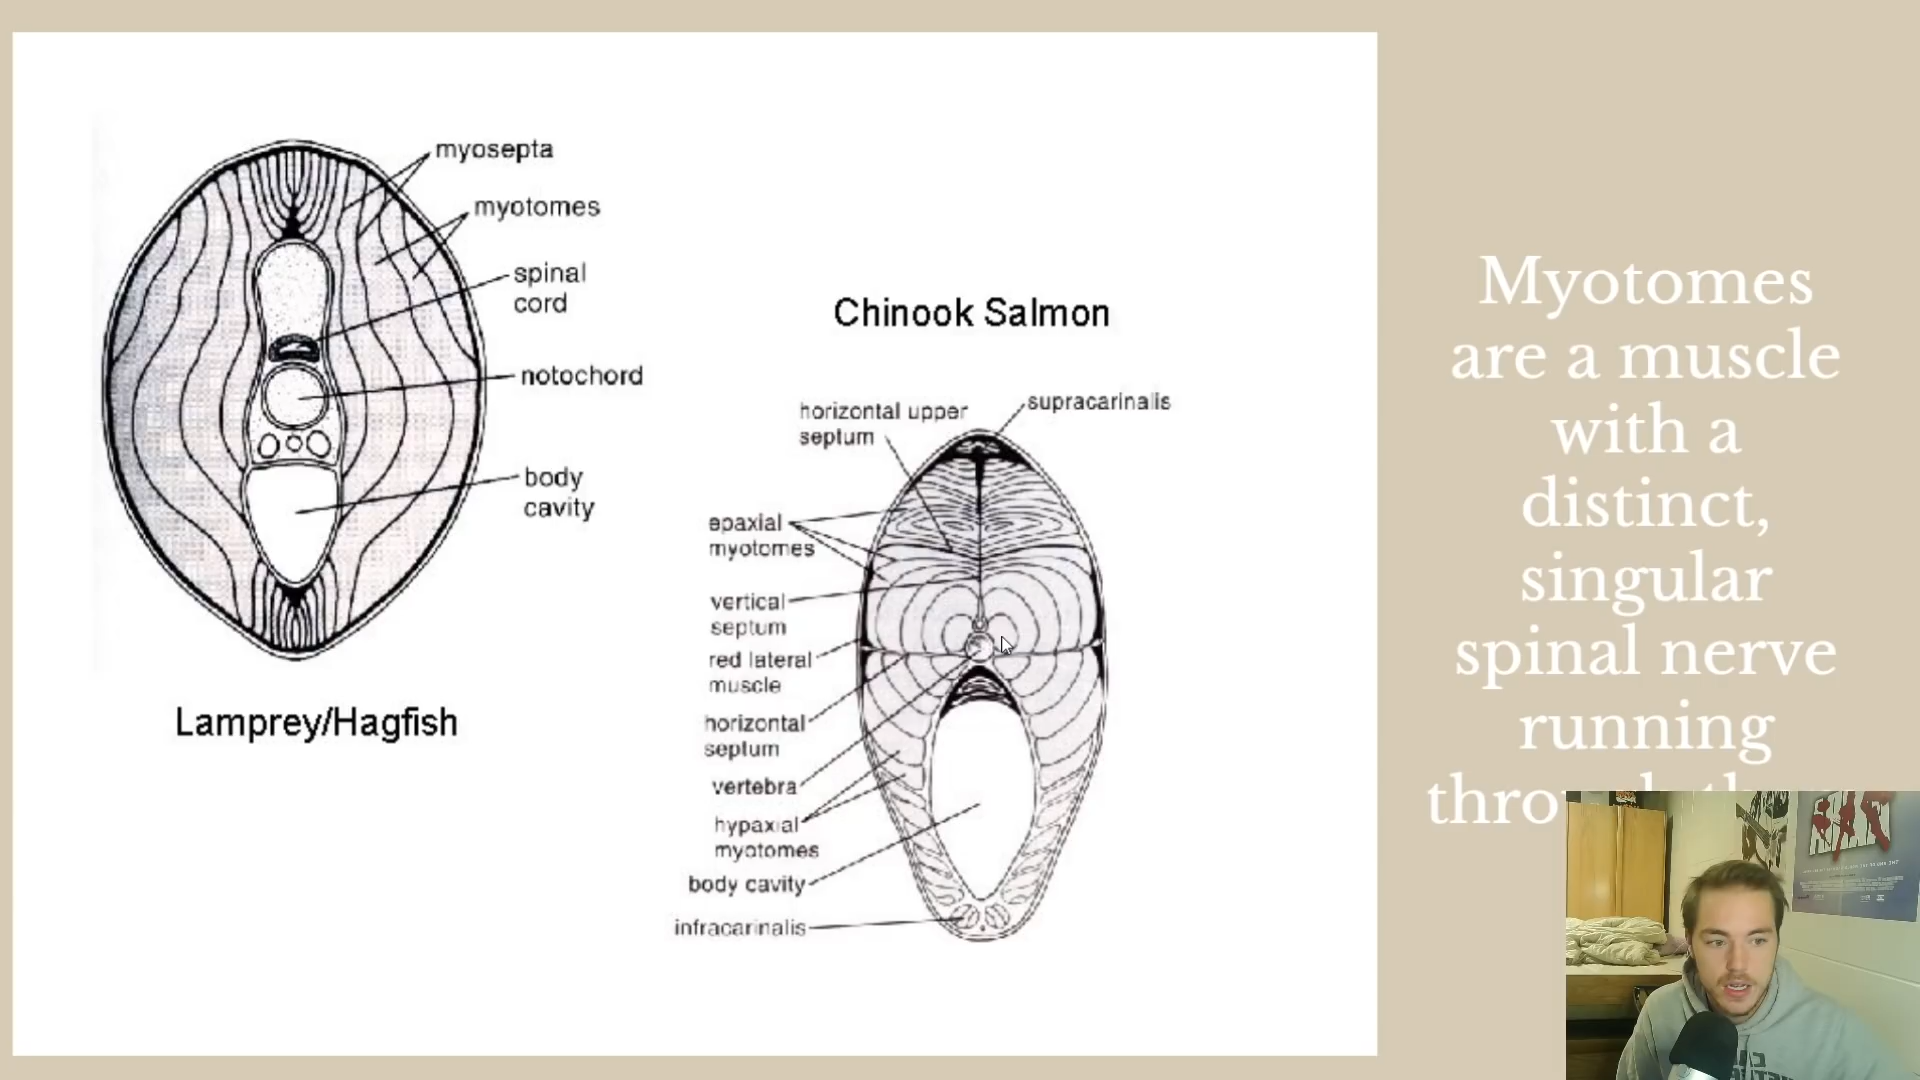 myosepta
myotomes
spinal
cord
notochord
body
cavity
Lamprey/Hagfish
Chinook Salmon
horizontal upper
septum
supracarinalis
epaxial
myotomes
vertical
septum
red lateral
muscle
horizontal
septum
vertebra
hypaxial
myotomes
body cavity
infracarinalis
Myotomes
are a muscle
with a
distinct,
singular
spinal nerve
running